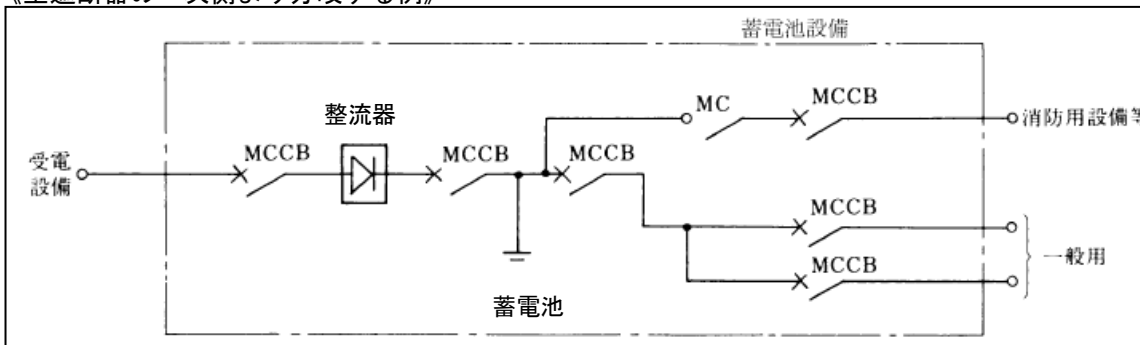 《主遮断器の一次側より分岐する例》
蓄電池設備
MC
MCCB
消防用設備等
整流器
受電
設備
MCCB
MCCB
MCCB
MCCB
一般用
MCCB
蓄電池